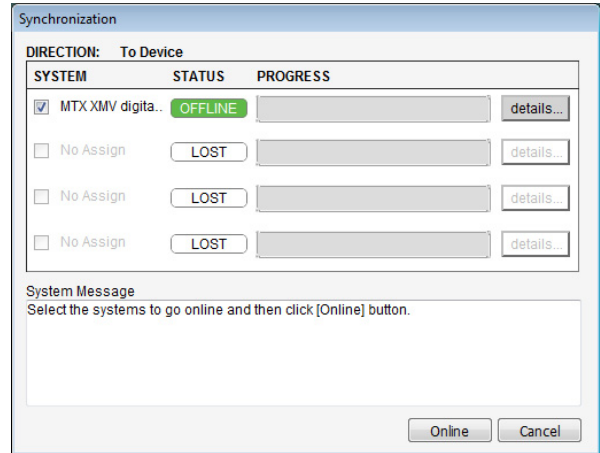 Synchronization
DIRECTION: To Device
SYSTEM STATUS PROGRESS
MTX XMV digita.. OFFLINE details...
No Assign LOST details...
No Assign LOST details...
No Assign LOST details...
System Message
Select the systems to go online and then click [Online] button.
Online Cancel